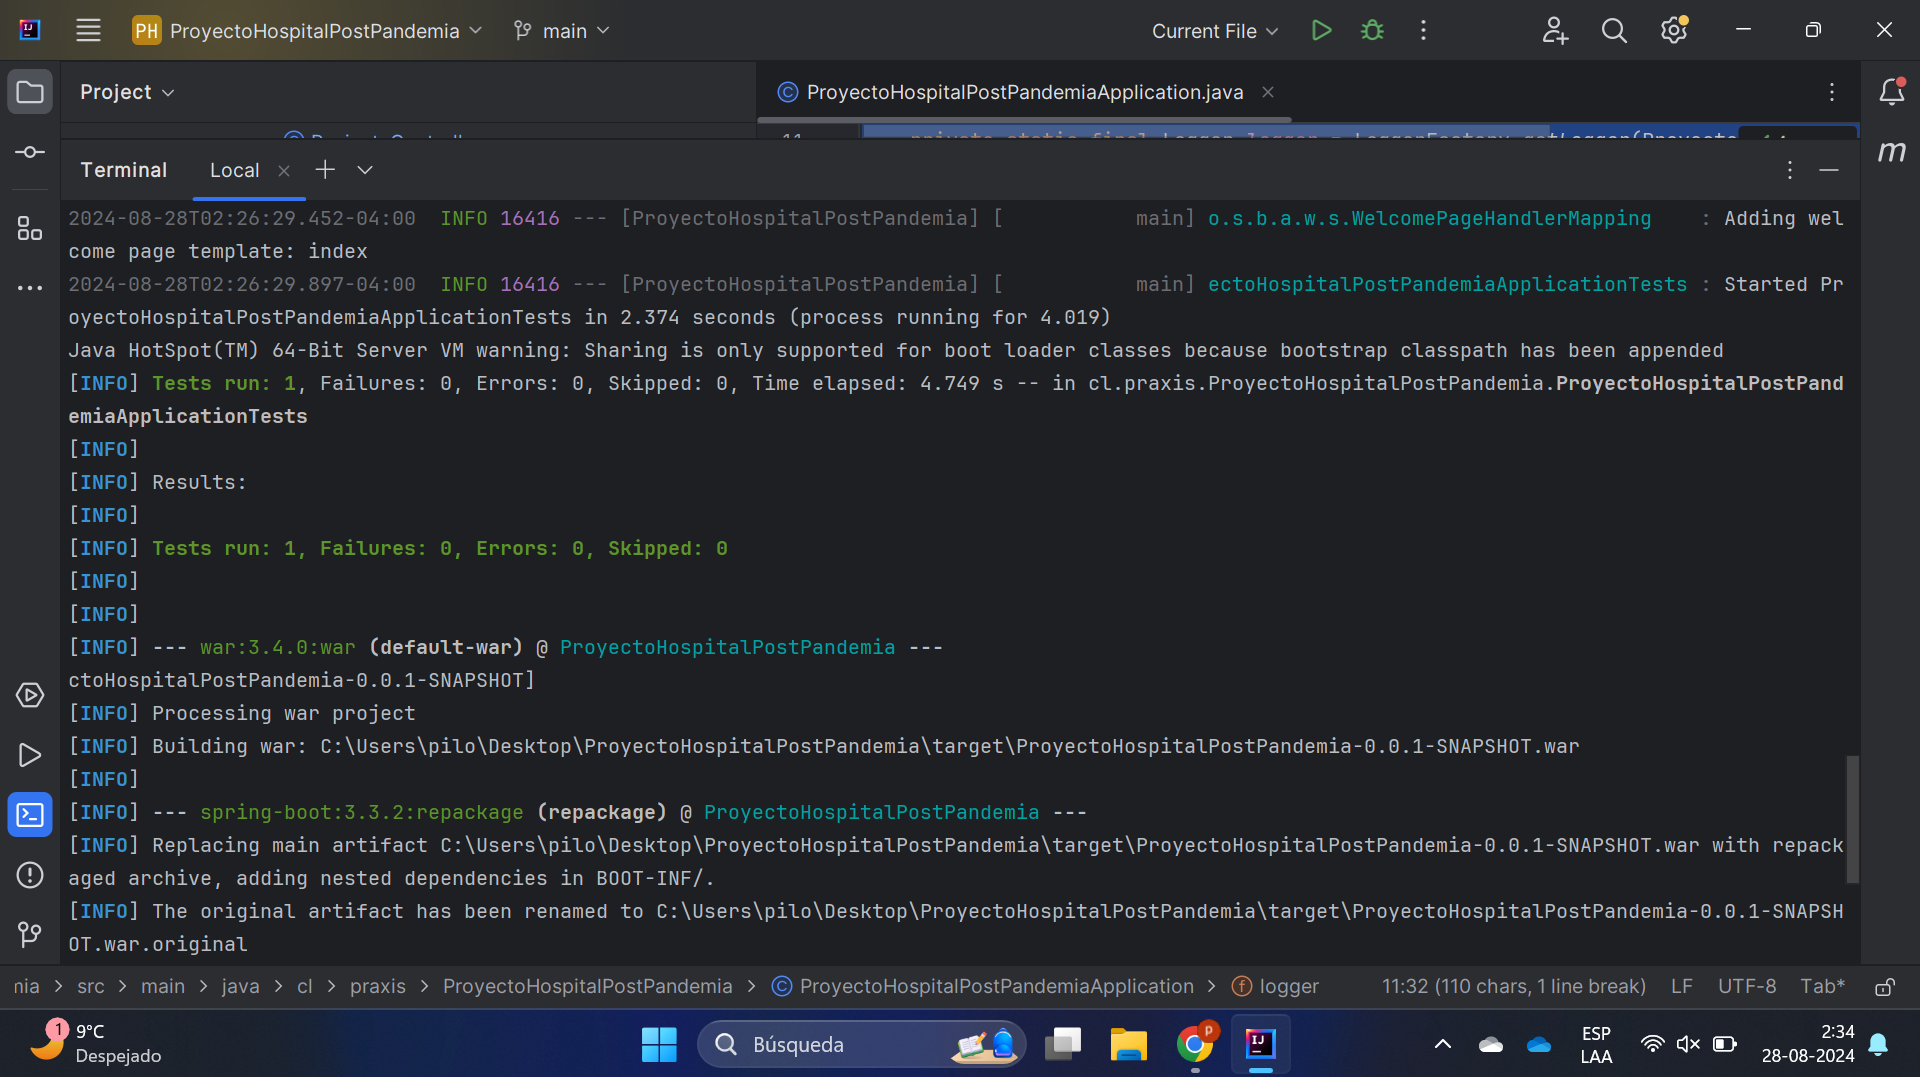 PH ProyectoHospitalPostPandemia main Current File
Project ProyectoHospitalPostPandemiaApplication.java
11 private static final Logger logger = LoggerFactory.getLogger(Proyecto
Terminal Local
2024-08-28T02:26:29.452-04:00  INFO 16416 --- [ProyectoHospitalPostPandemia] [           main] o.s.b.a.w.s.WelcomePageHandlerMapping    : Adding wel
come page template: index
2024-08-28T02:26:29.897-04:00  INFO 16416 --- [ProyectoHospitalPostPandemia] [           main] ectoHospitalPostPandemiaApplicationTests : Started Pr
oyectoHospitalPostPandemiaApplicationTests in 2.374 seconds (process running for 4.019)
Java HotSpot(TM) 64-Bit Server VM warning: Sharing is only supported for boot loader classes because bootstrap classpath has been appended
[INFO] Tests run: 1, Failures: 0, Errors: 0, Skipped: 0, Time elapsed: 4.749 s -- in cl.praxis.ProyectoHospitalPostPandemia.ProyectoHospitalPostPand
emiaApplicationTests
[INFO]
[INFO] Results:
[INFO]
[INFO] Tests run: 1, Failures: 0, Errors: 0, Skipped: 0
[INFO]
[INFO]
[INFO] --- war:3.4.0:war (default-war) @ ProyectoHospitalPostPandemia ---
ctoHospitalPostPandemia-0.0.1-SNAPSHOT]
[INFO] Processing war project
[INFO] Building war: C:\Users\pilo\Desktop\ProyectoHospitalPostPandemia\target\ProyectoHospitalPostPandemia-0.0.1-SNAPSHOT.war
[INFO]
[INFO] --- spring-boot:3.3.2:repackage (repackage) @ ProyectoHospitalPostPandemia ---
[INFO] Replacing main artifact C:\Users\pilo\Desktop\ProyectoHospitalPostPandemia\target\ProyectoHospitalPostPandemia-0.0.1-SNAPSHOT.war with repack
aged archive, adding nested dependencies in BOOT-INF/.
[INFO] The original artifact has been renamed to C:\Users\pilo\Desktop\ProyectoHospitalPostPandemia\target\ProyectoHospitalPostPandemia-0.0.1-SNAPSH
OT.war.original
nia > src > main > java > cl > praxis > ProyectoHospitalPostPandemia > ProyectoHospitalPostPandemiaApplication > logger 11:32 (110 chars, 1 line break) LF UTF-8 Tab*
1 9°C
Despejado
Búsqueda
p
ESP
LAA
2:34
28-08-2024